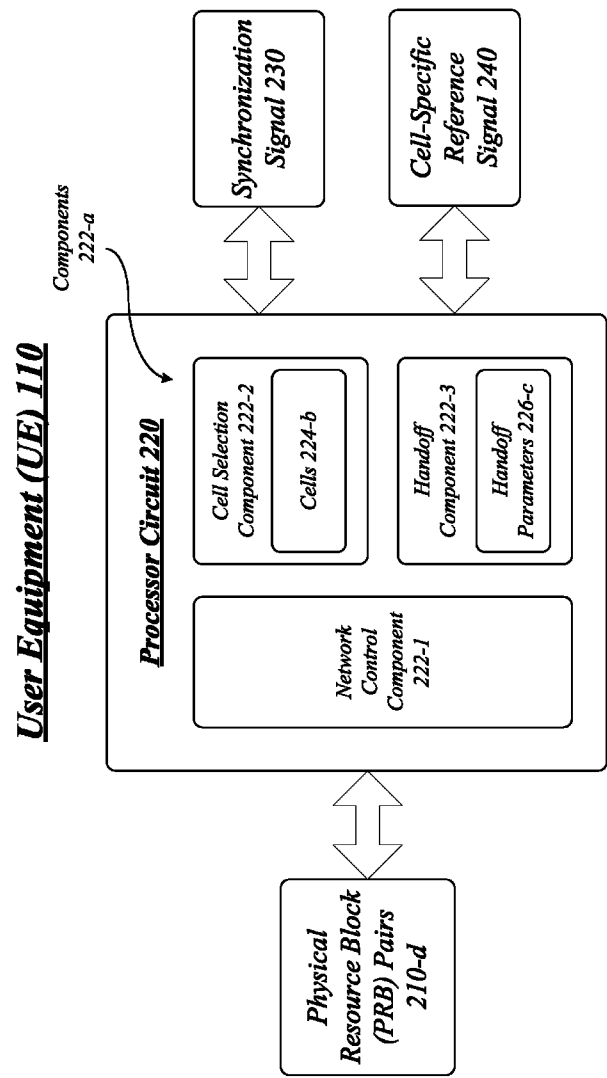 User Equipment (UE) 110
Components
222-a
Processor Circuit 220
Physical
Resource Block
(PRB) Pairs
210-d
Network
Control
Component
222-1
Cell Selection
Component 222-2
Cells 224-b
Handoff
Component 222-3
Handoff
Parameters 226-c
Synchronization
Signal 230
Cell-Specific
Reference
Signal 240